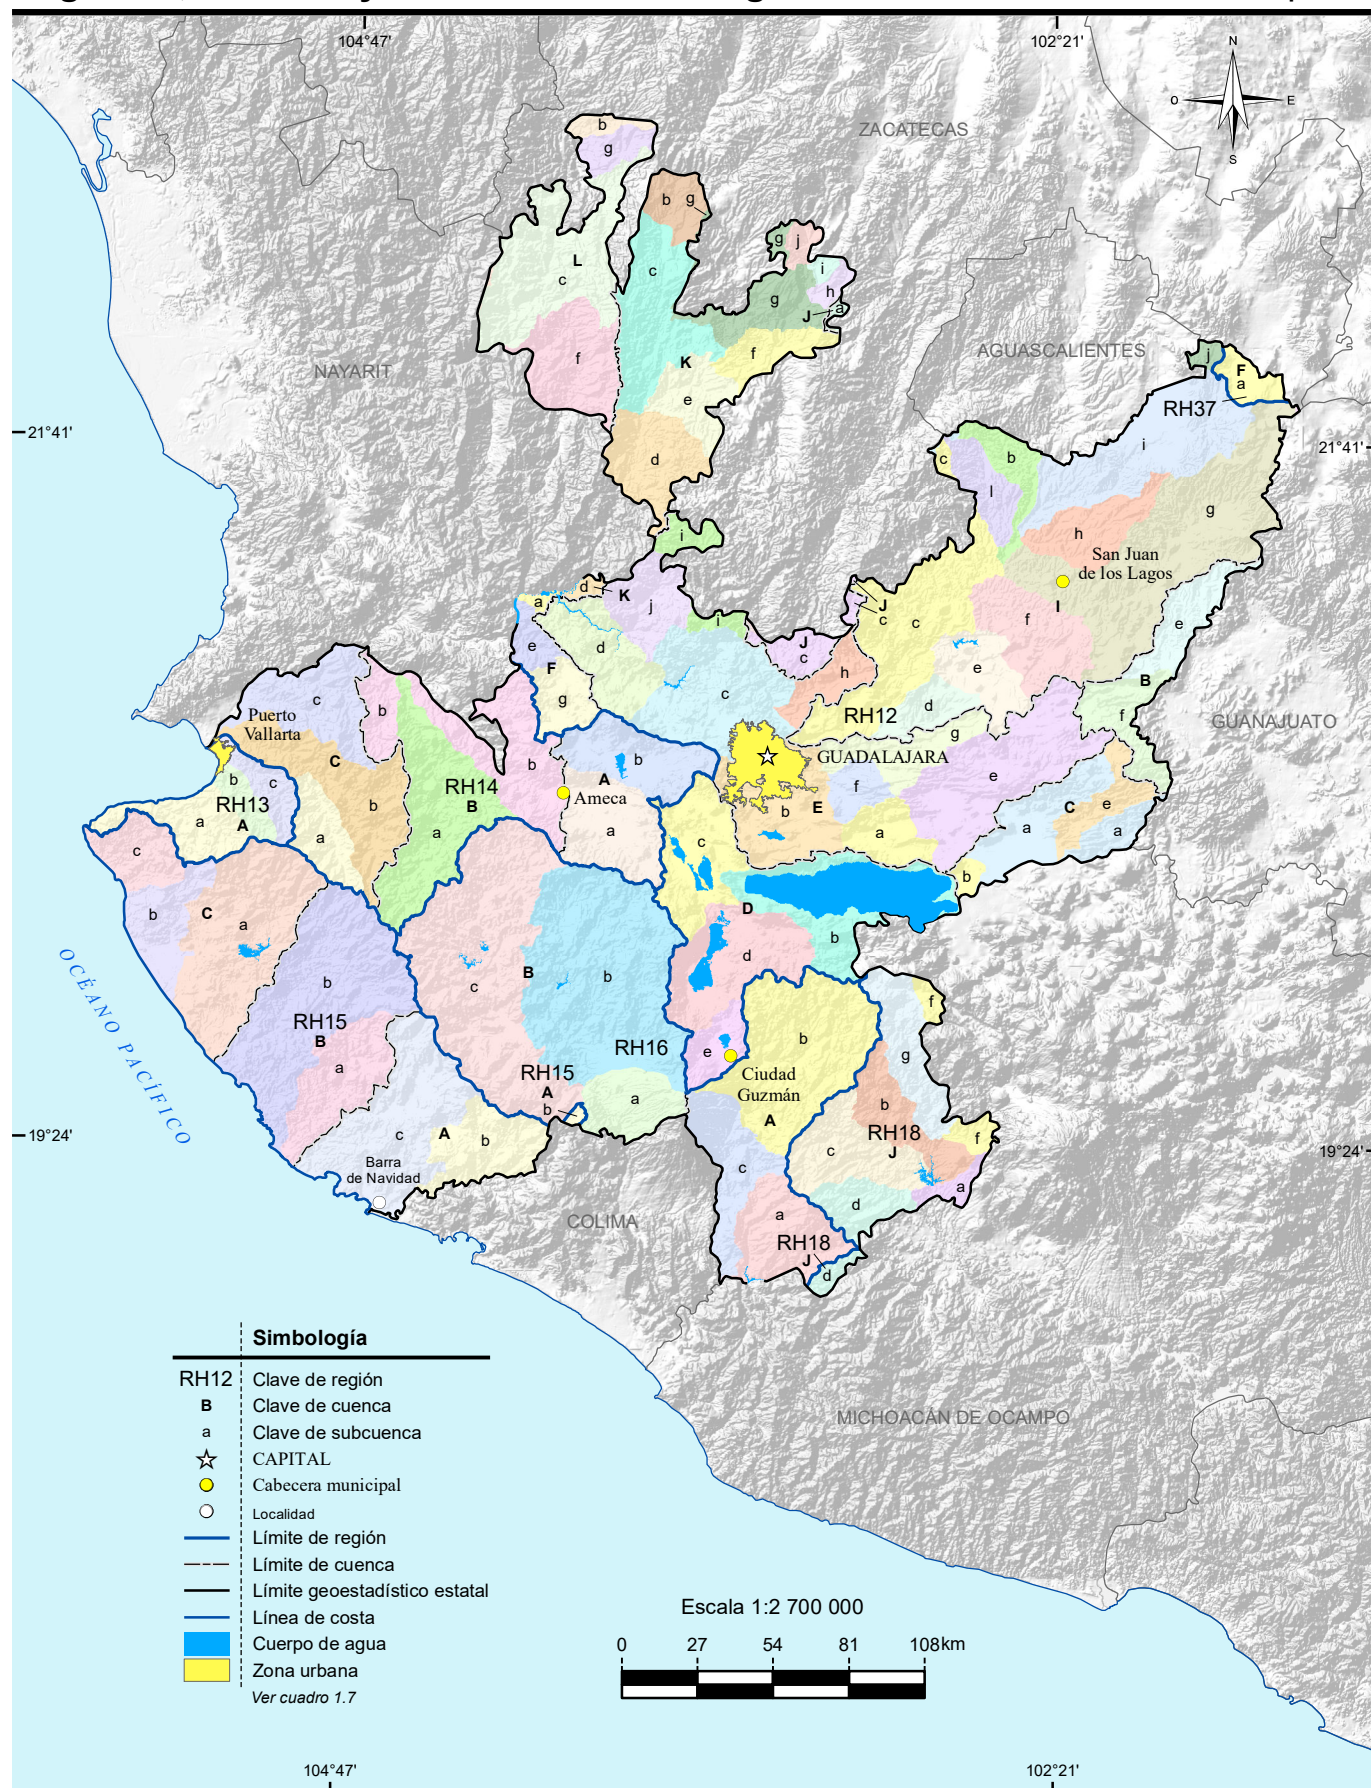 104°47'
102°21'
N
O
E
S
ZACATECAS
b
g
b
g
g
j
L
c
c
i
h
g
J
a
AGUASCALIENTES
NAYARIT
f
K
f
e
j
F
a
RH37
21°41'
21°41'
d
c
b
i
l
g
i
h
San Juan
de los Lagos
d
K
a
j
J
c
c
f
I
e
i
J
c
e
d
F
g
c
h
e
d
RH12
B
f
GUANAJUATO
c
b
Puerto
Vallarta
C
b
c
RH13
A
a
b
a
RH14
B
a
b
A
b
Ameca
a
GUADALAJARA
g
e
f
b
E
a
C
e
a
a
b
c
c
b
C
a
D
d
b
OCÉANO PACÍFICO
b
RH15
B
a
c
B
b
RH16
e
Ciudad
Guzmán
b
A
f
g
b
RH18
J
f
c
a
d
RH15
A
b
a
19°24'
19°24'
c
A
b
Barra
de Navidad
c
a
RH18
J
d
COLIMA
MICHOACÁN DE OCAMPO
Simbología
RH12 Clave de región
B Clave de cuenca
a Clave de subcuenca
CAPITAL
Cabecera municipal
Localidad
Límite de región
Límite de cuenca
Límite geoestadístico estatal
Línea de costa
Cuerpo de agua
Zona urbana
Ver cuadro 1.7
Escala 1:2 700 000
0 27 54 81 108km
104°47'
102°21'